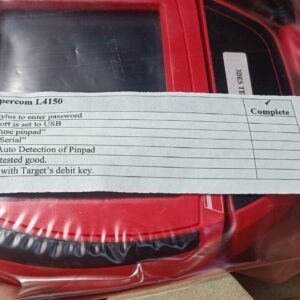 percom L4150
✓
Complete
ylus to enter password
ort is set to USB
use pinpad"
Serial"
Auto Detection of Pinpad
tested good.
with Target's debit key.